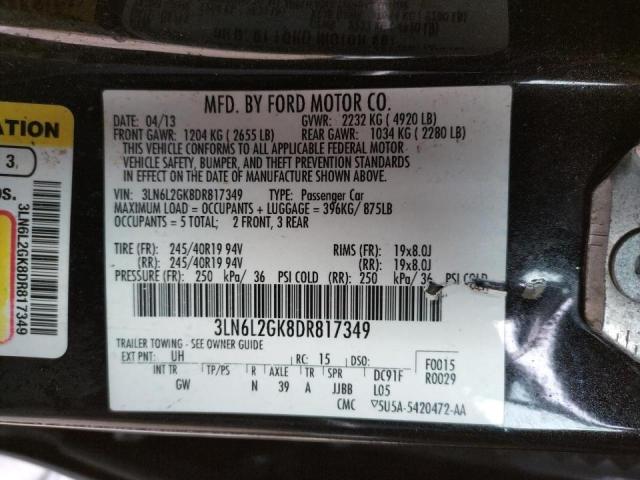 MFD. BY FORD MOTOR CO.
DATE: 04/13 GVWR: 2232 KG ( 4920 LB)
FRONT GAWR: 1204 KG ( 2655 LB) REAR GAWR: 1034 KG ( 2280 LB)
THIS VEHICLE CONFORMS TO ALL APPLICABLE FEDERAL MOTOR
VEHICLE SAFETY, BUMPER, AND THEFT PREVENTION STANDARDS
IN EFFECT ON THE DATE OF MANUFACTURE SHOWN ABOVE.
VIN: 3LN6L2GK8DR817349 TYPE: Passenger Car
MAXIMUM LOAD = OCCUPANTS + LUGGAGE = 396KG/ 875LB
OCCUPANTS = 5 TOTAL; 2 FRONT, 3 REAR
TIRE (FR): 245/40R19 94V RIMS (FR): 19x8.0J
(RR): 245/40R19 94V (RR): 19x8.0J
PRESSURE (FR): 250 kPa/ 36 PSI COLD (RR): 250 kPa/ 36 PSI COLD
3LN6L2GK8DR817349
TRAILER TOWING - SEE OWNER GUIDE
EXT PNT: UH RC: 15 DSO: F0015
INT TR TP/PS R AXLE TR SPR DC91F R0029
GW N 39 A JJBB L05
CMC ▽5U5A-5420472-AA
ATION
3
OS.
3LN6L2GK8DR817349